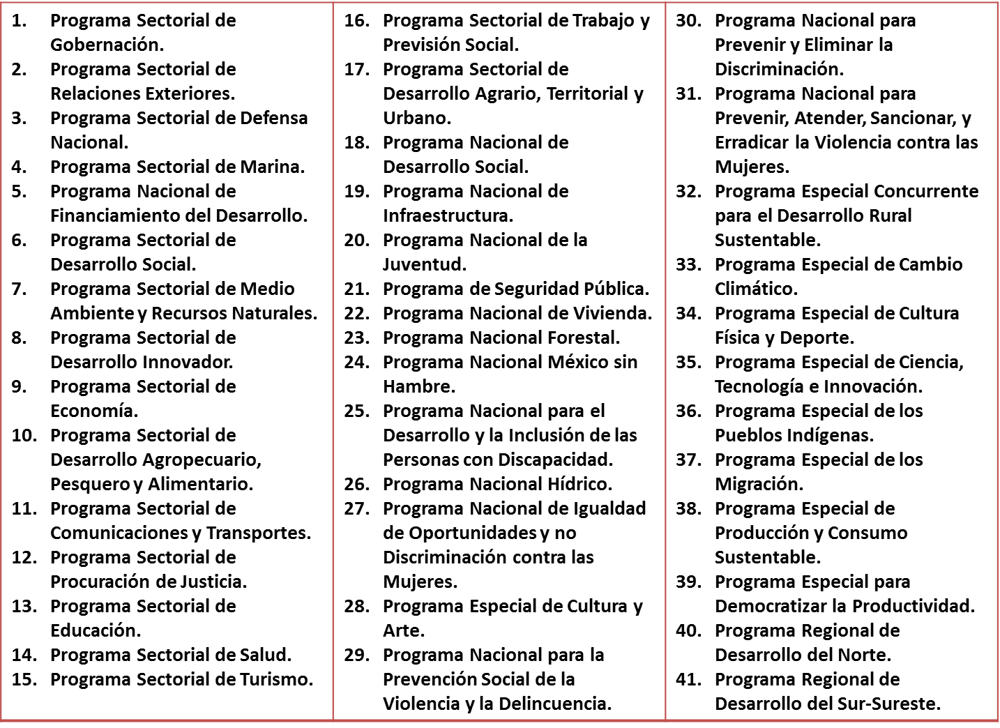 1. Programa Sectorial de
Gobernación.
2. Programa Sectorial de
Relaciones Exteriores.
3. Programa Sectorial de Defensa
Nacional.
4. Programa Sectorial de Marina.
5. Programa Nacional de
Financiamiento del Desarrollo.
6. Programa Sectorial de
Desarrollo Social.
7. Programa Sectorial de Medio
Ambiente y Recursos Naturales.
8. Programa Sectorial de
Desarrollo Innovador.
9. Programa Sectorial de
Economía.
10. Programa Sectorial de
Desarrollo Agropecuario,
Pesquero y Alimentario.
11. Programa Sectorial de
Comunicaciones y Transportes.
12. Programa Sectorial de
Procuración de Justicia.
13. Programa Sectorial de
Educación.
14. Programa Sectorial de Salud.
15. Programa Sectorial de Turismo.
16. Programa Sectorial de Trabajo y
Previsión Social.
17. Programa Sectorial de
Desarrollo Agrario, Territorial y
Urbano.
18. Programa Nacional de
Desarrollo Social.
19. Programa Nacional de
Infraestructura.
20. Programa Nacional de la
Juventud.
21. Programa de Seguridad Pública.
22. Programa Nacional de Vivienda.
23. Programa Nacional Forestal.
24. Programa Nacional México sin
Hambre.
25. Programa Nacional para el
Desarrollo y la Inclusión de las
Personas con Discapacidad.
26. Programa Nacional Hídrico.
27. Programa Nacional de Igualdad
de Oportunidades y no
Discriminación contra las
Mujeres.
28. Programa Especial de Cultura y
Arte.
29. Programa Nacional para la
Prevención Social de la
Violencia y la Delincuencia.
30. Programa Nacional para
Prevenir y Eliminar la
Discriminación.
31. Programa Nacional para
Prevenir, Atender, Sancionar, y
Erradicar la Violencia contra las
Mujeres.
32. Programa Especial Concurrente
para el Desarrollo Rural
Sustentable.
33. Programa Especial de Cambio
Climático.
34. Programa Especial de Cultura
Física y Deporte.
35. Programa Especial de Ciencia,
Tecnología e Innovación.
36. Programa Especial de los
Pueblos Indígenas.
37. Programa Especial de los
Migración.
38. Programa Especial de
Producción y Consumo
Sustentable.
39. Programa Especial para
Democratizar la Productividad.
40. Programa Regional de
Desarrollo del Norte.
41. Programa Regional de
Desarrollo del Sur-Sureste.